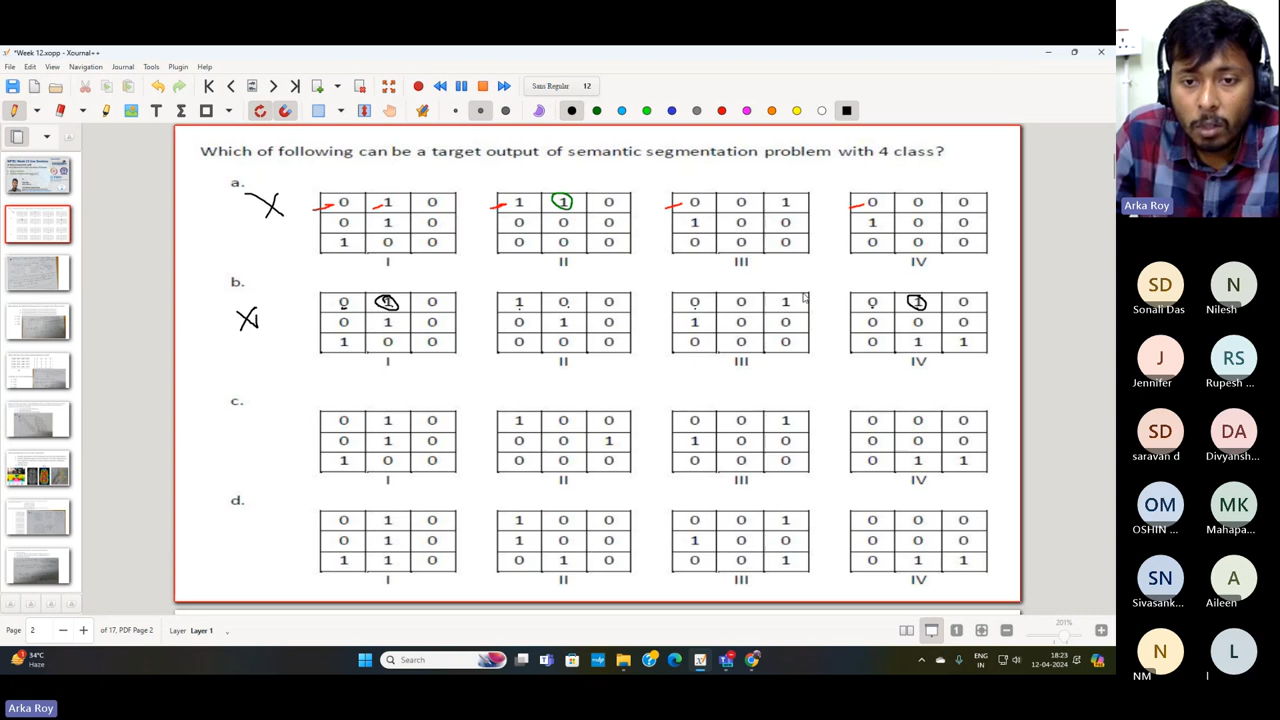 *Week 12.xopp - Xournal++
File Edit View Navigation Journal Tools Plugin Help
Sans Regular 12
Which of following can be a target output of semantic segmentation problem with 4 class?
a.
0 1 0 1 1 0 0 0 1 0 0 0
0 1 0 0 0 0 1 0 0 1 0 0
1 0 0 0 0 0 0 0 0 0 0 0
I II III IV
b.
0 1 0 1 0 0 0 0 1 0 1 0
0 1 0 0 1 0 1 0 0 0 0 0
1 0 0 0 0 0 0 0 0 0 1 1
I II III IV
c.
0 1 0 1 0 0 0 0 1 0 0 0
0 1 0 0 0 1 1 0 0 0 0 0
1 0 0 0 0 0 0 0 0 0 1 1
I II III IV
d.
0 1 0 1 0 0 0 0 1 0 0 0
0 1 0 1 0 0 1 0 0 0 0 0
1 1 0 0 1 0 0 0 1 0 1 1
I II III IV
Page 2 of 17, PDF Page 2 Layer Layer 1 201%
34°C
Haze
Search
ENG
IN
18:23
12-04-2024
Arka Roy
Arka Roy
SD N
Sonali Das Nilesh
J RS
Jennifer Rupesh ...
SD DA
saravan d Divyansh...
OM MK
OSHIN ... Mahapa...
SN A
Sivasank... Aileen
N L
NM l